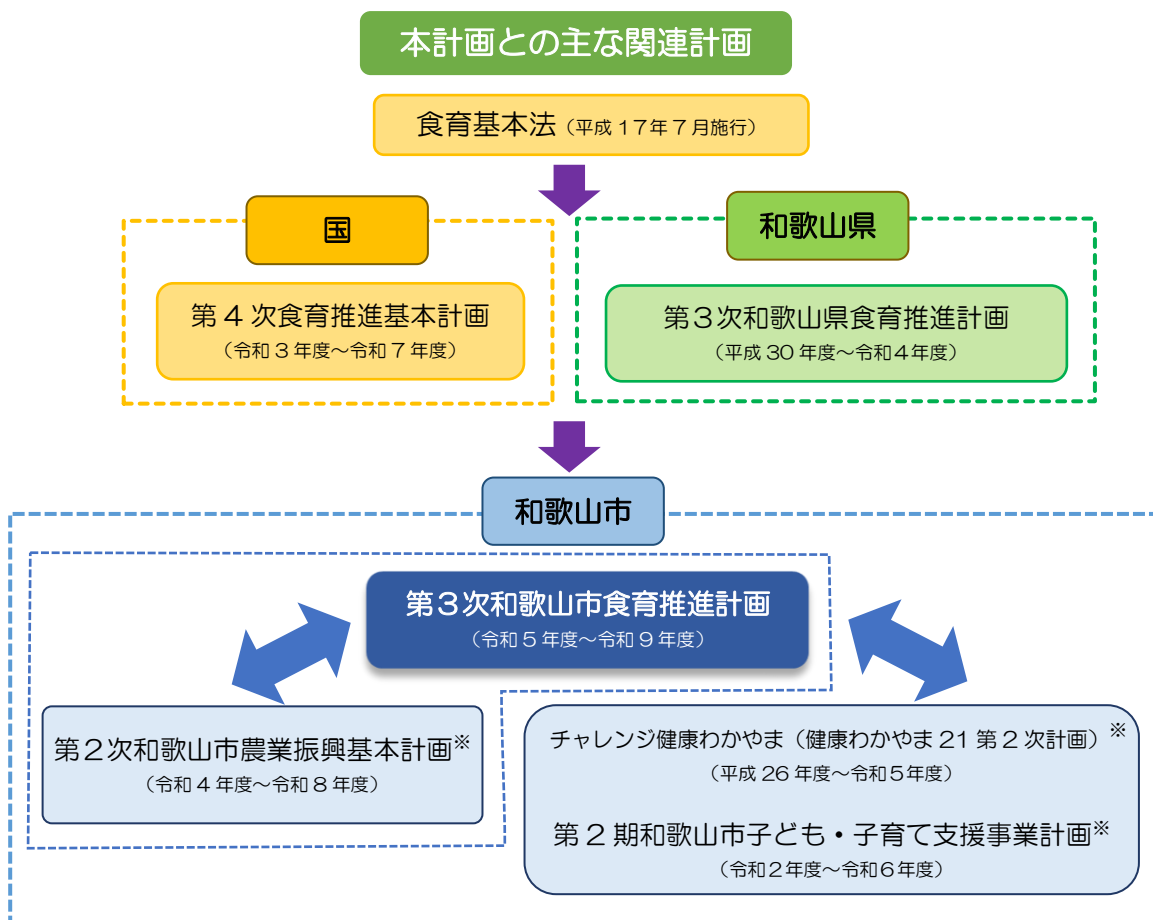 本計画との主な関連計画
食育基本法（平成17年7月施行）
国
和歌山県
第4次食育推進基本計画
（令和3年度～令和7年度）
第3次和歌山県食育推進計画
（平成30年度～令和4年度）
和歌山市
第3次和歌山市食育推進計画
（令和5年度～令和9年度）
第2次和歌山市農業振興基本計画※
（令和4年度～令和8年度）
チャレンジ健康わかやま（健康わかやま21第2次計画）※
（平成26年度～令和5年度）
第2期和歌山市子ども・子育て支援事業計画※
（令和2年度～令和6年度）